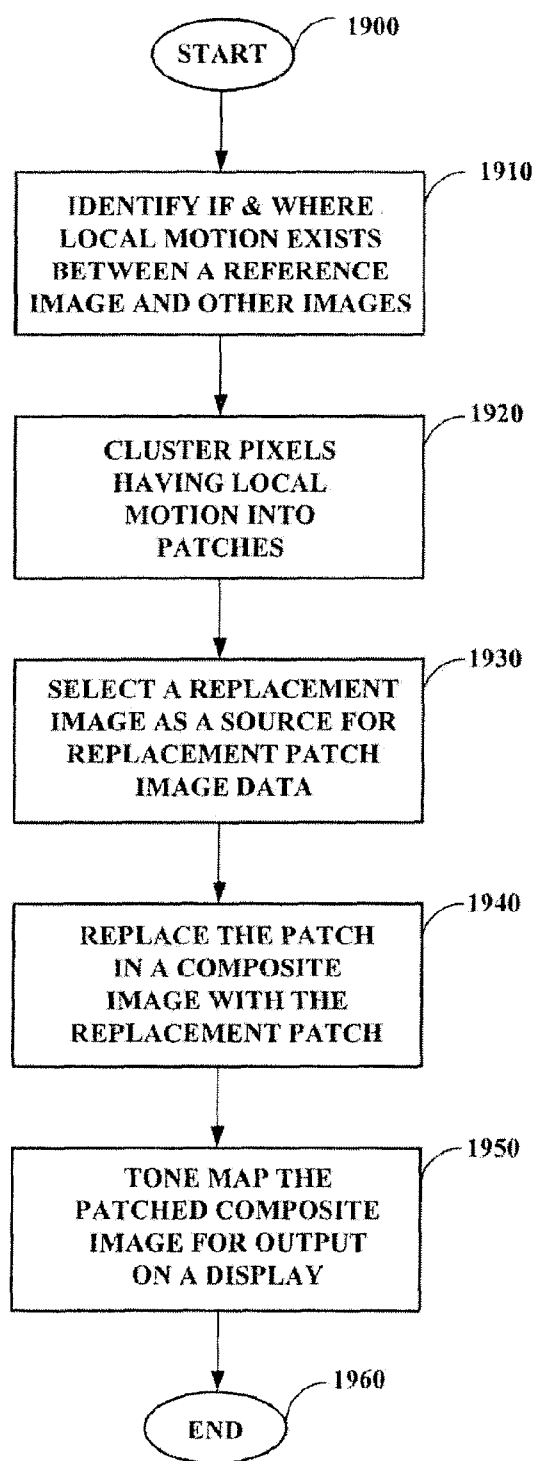 START
1900
1910
IDENTIFY IF & WHERE
LOCAL MOTION EXISTS
BETWEEN A REFERENCE
IMAGE AND OTHER IMAGES
1920
CLUSTER PIXELS
HAVING LOCAL
MOTION INTO
PATCHES
1930
SELECT A REPLACEMENT
IMAGE AS A SOURCE FOR
REPLACEMENT PATCH
IMAGE DATA
1940
REPLACE THE PATCH
IN A COMPOSITE
IMAGE WITH THE
REPLACEMENT PATCH
1950
TONE MAP THE
PATCHED COMPOSITE
IMAGE FOR OUTPUT
ON A DISPLAY
1960
END